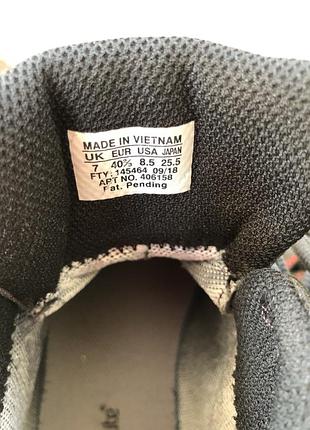 MADE IN VIETNAM
UK EUR USA JAPAN
7 40⅔ 8.5 25.5
FTY: 145464 09/18
ART NO. 406158
Pat. Pending